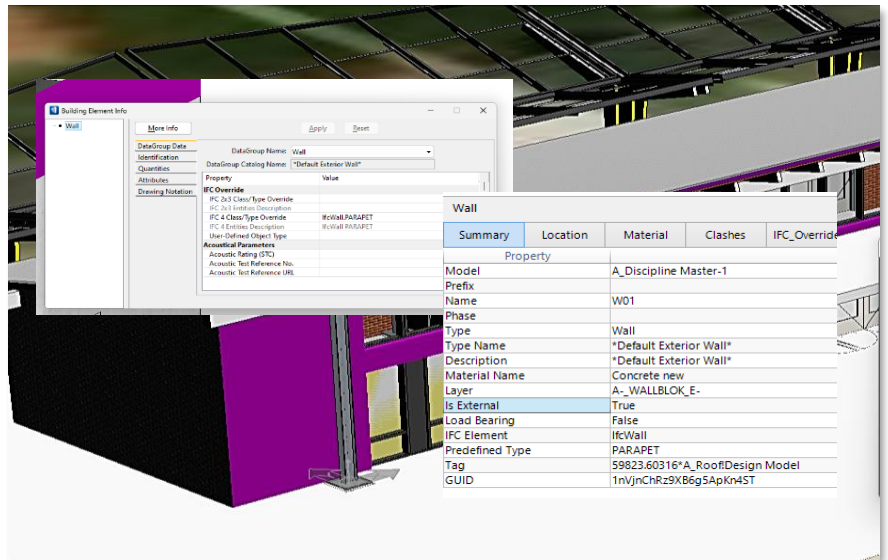 Building Element Info
Wall
More Info
Apply
Reset
DataGroup Data
Identification
Quantities
Attributes
Drawing Notation
DataGroup Name: Wall
DataGroup Catalog Name: *Default Exterior Wall*
Property Value
IFC Override
IFC 2x3 Class/Type Override
IFC 2x3 Entities Description
IFC 4 Class/Type Override IfcWall.PARAPET
IFC 4 Entities Description IfcWall PARAPET
User-Defined Object Type
Acoustical Parameters
Acoustic Rating (STC)
Acoustic Test Reference No.
Acoustic Test Reference URL
Wall
Summary Location Material Clashes IFC_Override
Property
Model A_Discipline Master-1
Prefix
Name W01
Phase
Type Wall
Type Name *Default Exterior Wall*
Description *Default Exterior Wall*
Material Name Concrete new
Layer A-_WALLBLOK_E-
Is External True
Load Bearing False
IFC Element IfcWall
Predefined Type PARAPET
Tag 59823.60316*A_Roof!Design Model
GUID 1nVjnChRz9XB6g5ApKn4ST